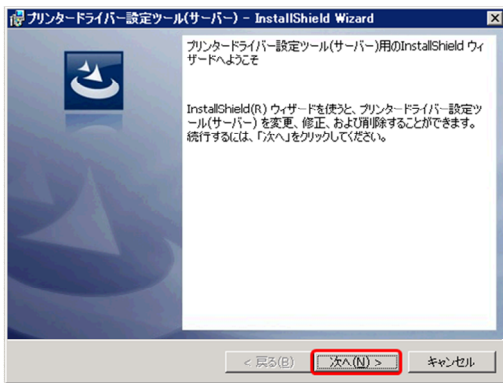 プリンタードライバー設定ツール(サーバー) - InstallShield Wizard
プリンタードライバー設定ツール(サーバー)用のInstallShield ウィ
ザードへようこそ
InstallShield(R) ウィザードを使うと、プリンタードライバー設定ツ
ール(サーバー) を変更、修正、および削除することができます。
続行するには、「次へ」をクリックしてください。
< 戻る(B)
次へ(N) >
キャンセル